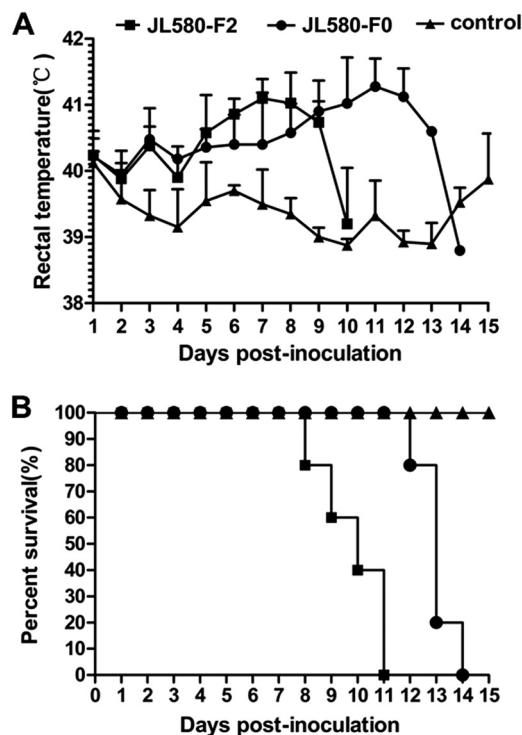 A
JL580-F2 JL580-F0 control
Rectal temperature(℃)
42
41
40
39
38
1 2 3 4 5 6 7 8 9 10 11 12 13 14 15
Days post-inoculation
B
Percent survival(%)
100
90
80
70
60
50
40
30
20
10
0
0 1 2 3 4 5 6 7 8 9 10 11 12 13 14 15
Days post-inoculation